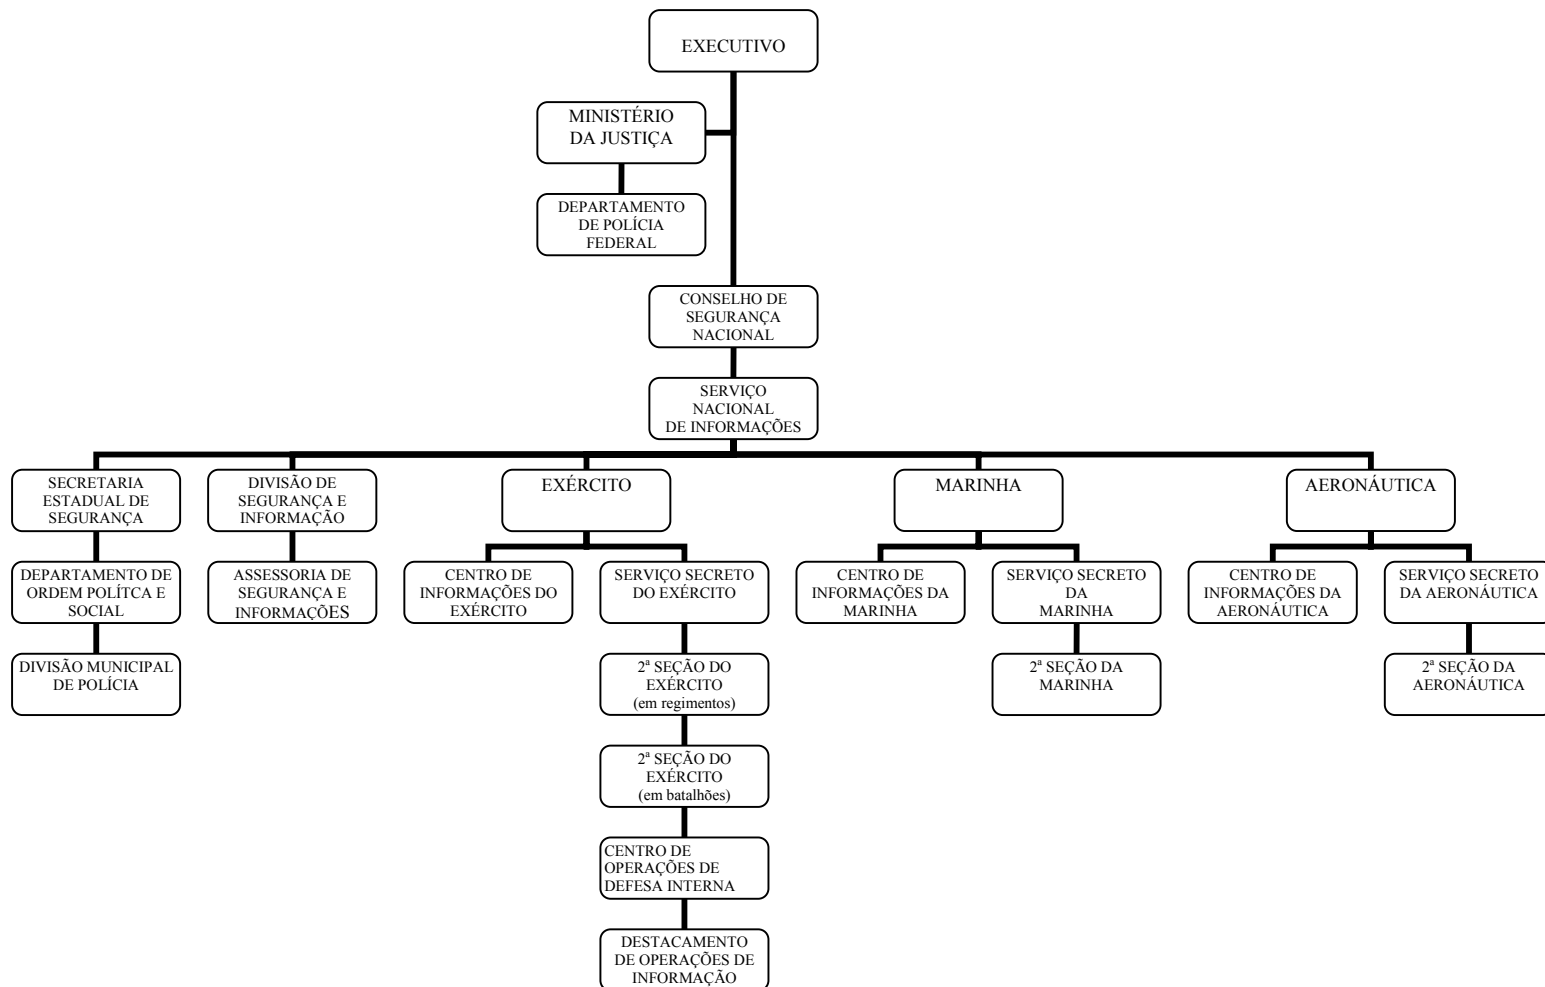 EXECUTIVO
MINISTÉRIO
DA JUSTIÇA
DEPARTAMENTO
DE POLÍCIA
FEDERAL
CONSELHO DE
SEGURANÇA
NACIONAL
SERVIÇO
NACIONAL
DE INFORMAÇÕES
SECRETARIA
ESTADUAL DE
SEGURANÇA
DIVISÃO DE
SEGURANÇA E
INFORMAÇÃO
EXÉRCITO
MARINHA
AERONÁUTICA
DEPARTAMENTO DE
ORDEM POLÍTCA E
SOCIAL
ASSESSORIA DE
SEGURANÇA E
INFORMAÇÕES
CENTRO DE
INFORMAÇÕES DO
EXÉRCITO
SERVIÇO SECRETO
DO EXÉRCITO
CENTRO DE
INFORMAÇÕES DA
MARINHA
SERVIÇO SECRETO
DA
MARINHA
CENTRO DE
INFORMAÇÕES DA
AERONÁUTICA
SERVIÇO SECRETO
DA AERONÁUTICA
DIVISÃO MUNICIPAL
DE POLÍCIA
2ª SEÇÃO DO
EXÉRCITO
(em regimentos)
2ª SEÇÃO DA
MARINHA
2ª SEÇÃO DA
AERONÁUTICA
2ª SEÇÃO DO
EXÉRCITO
(em batalhões)
CENTRO DE
OPERAÇÕES DE
DEFESA INTERNA
DESTACAMENTO
DE OPERAÇÕES DE
INFORMAÇÃO